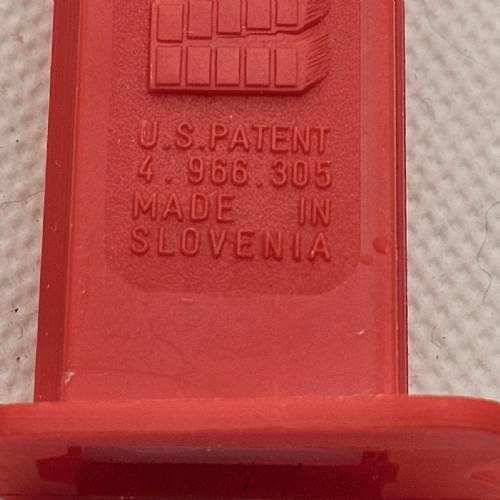 U.S.PATENT
4.966.305
MADE IN
SLOVENIA